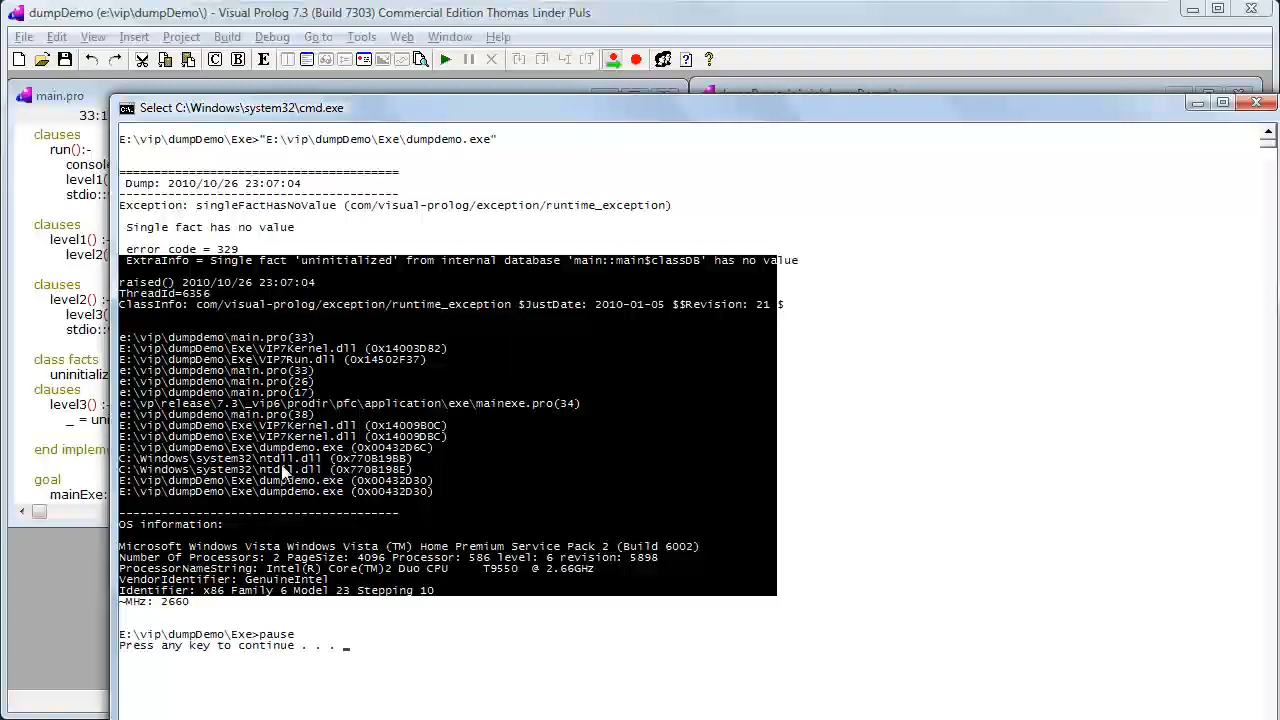 dumpDemo (e:\vip\dumpDemo\) - Visual Prolog 7.3 (Build 7303) Commercial Edition Thomas Linder Puls
File Edit View Insert Project Build Debug Go to Tools Web Window Help
main.pro
33:1
clauses
run():-
console
level1(
stdio::
clauses
level1() :-
level2(
clauses
level2() :
level3(
stdio::
class facts
uninitializ
clauses
level3() :
_ = uni
end implem
goal
mainExe:
Select C:\Windows\system32\cmd.exe
E:\vip\dumpDemo\Exe>"E:\vip\dumpDemo\Exe\dumpdemo.exe"
========================================
Dump: 2010/10/26 23:07:04
----------------------------------------
Exception: singleFactHasNoValue (com/visual-prolog/exception/runtime_exception)
Single fact has no value
error code = 329
ExtraInfo = Single fact 'uninitialized' from internal database 'main::main$classDB' has no value
raised() 2010/10/26 23:07:04
ThreadId=6356
ClassInfo: com/visual-prolog/exception/runtime_exception $JustDate: 2010-01-05 $$Revision: 21 $
e:\vip\dumpdemo\main.pro(33)
E:\vip\dumpDemo\Exe\VIP7Kernel.dll (0x14003D82)
E:\vip\dumpDemo\Exe\VIP7Run.dll (0x14502F37)
e:\vip\dumpdemo\main.pro(33)
e:\vip\dumpdemo\main.pro(26)
e:\vip\dumpdemo\main.pro(17)
e:\vp\release\7.3\_vip6\prodir\pfc\application\exe\mainexe.pro(34)
e:\vip\dumpdemo\main.pro(38)
E:\vip\dumpDemo\Exe\VIP7Kernel.dll (0x14009B0C)
E:\vip\dumpDemo\Exe\VIP7Kernel.dll (0x14009DBC)
E:\vip\dumpDemo\Exe\dumpdemo.exe (0x00432D6C)
C:\Windows\system32\ntdll.dll (0x770B19BB)
C:\Windows\system32\ntdll.dll (0x770B198E)
E:\vip\dumpDemo\Exe\dumpdemo.exe (0x00432D30)
E:\vip\dumpDemo\Exe\dumpdemo.exe (0x00432D30)
----------------------------------------
OS information:
Microsoft Windows Vista Windows Vista (TM) Home Premium Service Pack 2 (Build 6002)
Number Of Processors: 2 PageSize: 4096 Processor: 586 level: 6 revision: 5898
ProcessorNameString: Intel(R) Core(TM)2 Duo CPU     T9550  @ 2.66GHz
VendorIdentifier: GenuineIntel
Identifier: x86 Family 6 Model 23 Stepping 10
~MHz: 2660
E:\vip\dumpDemo\Exe>pause
Press any key to continue . . . _